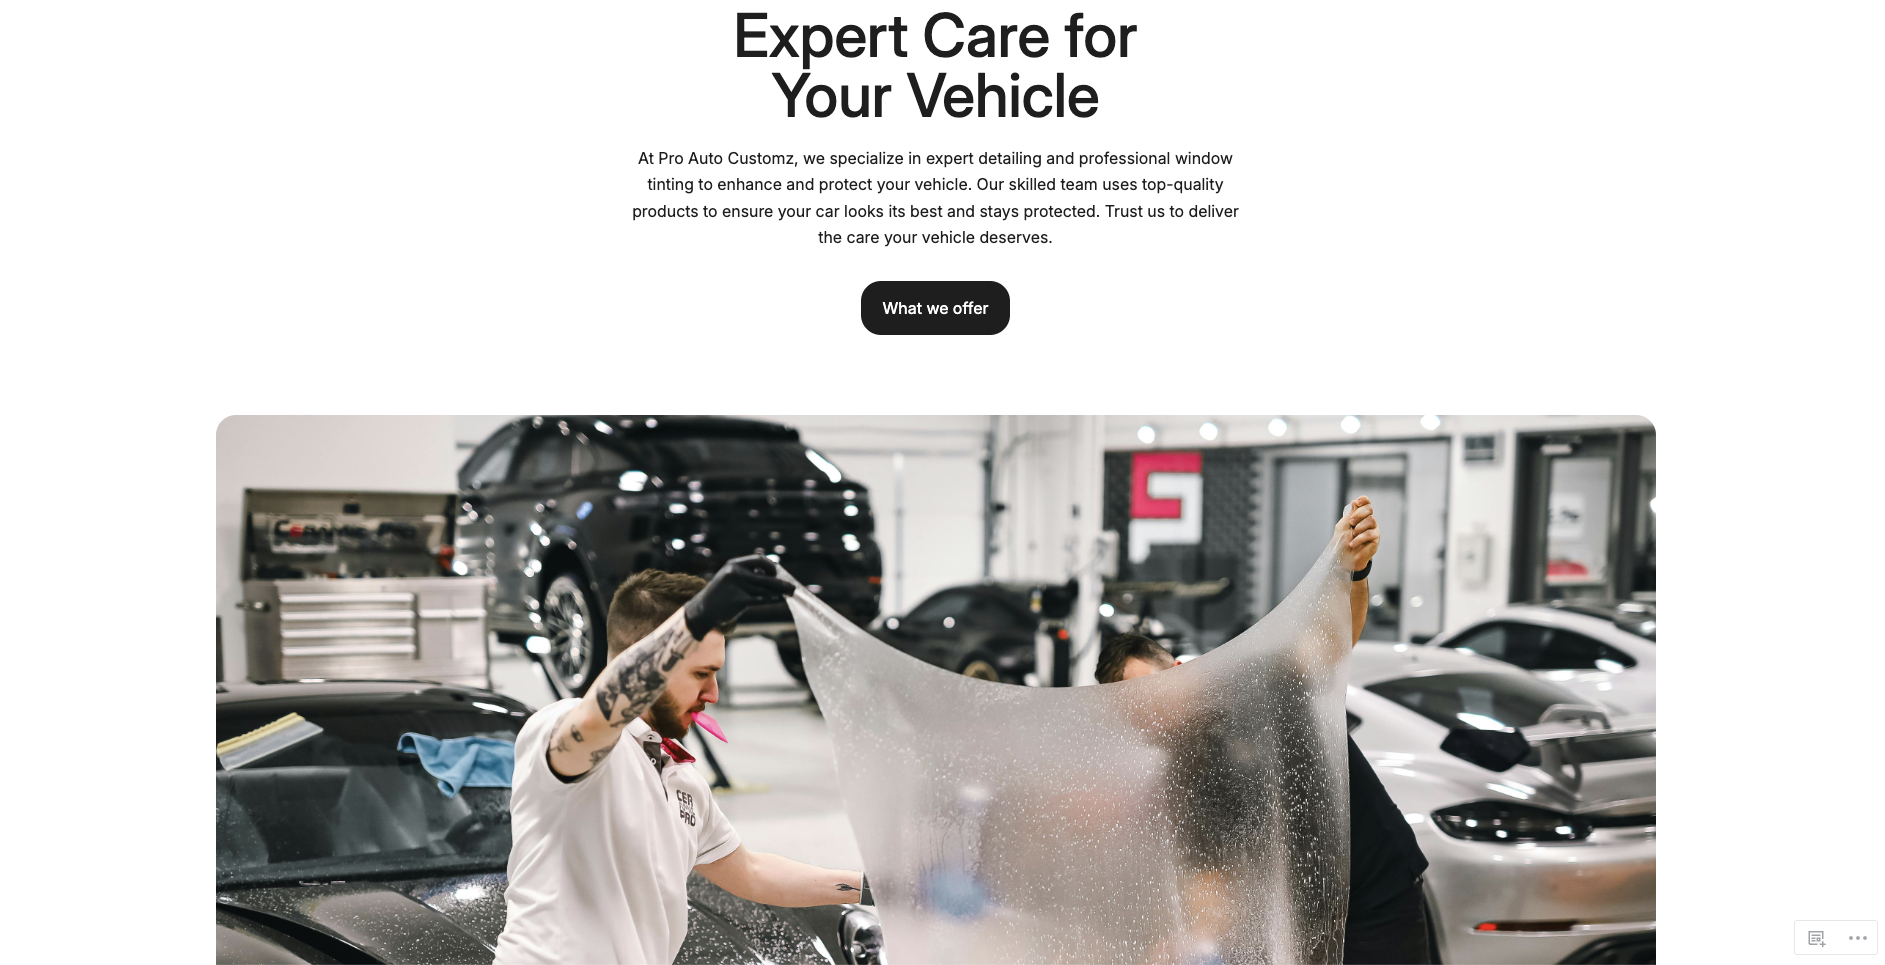 Expert Care for
Your Vehicle
At Pro Auto Customz, we specialize in expert detailing and professional window
tinting to enhance and protect your vehicle. Our skilled team uses top-quality
products to ensure your car looks its best and stays protected. Trust us to deliver
the care your vehicle deserves.
What we offer
CER
PRO